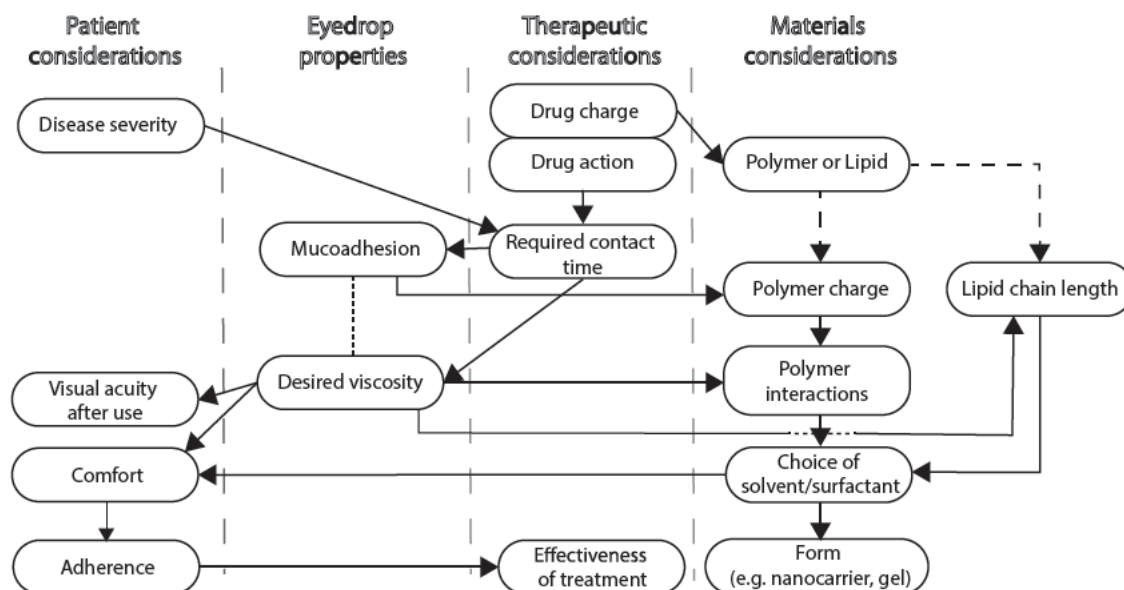 Patient
considerations
Eyedrop
properties
Therapeutic
considerations
Materials
considerations
Disease severity
Drug charge
Drug action
Polymer or Lipid
Mucoadhesion
Required contact
time
Polymer charge
Lipid chain length
Visual acuity
after use
Desired viscosity
Polymer
interactions
Comfort
Choice of
solvent/surfactant
Adherence
Effectiveness
of treatment
Form
(e.g. nanocarrier, gel)